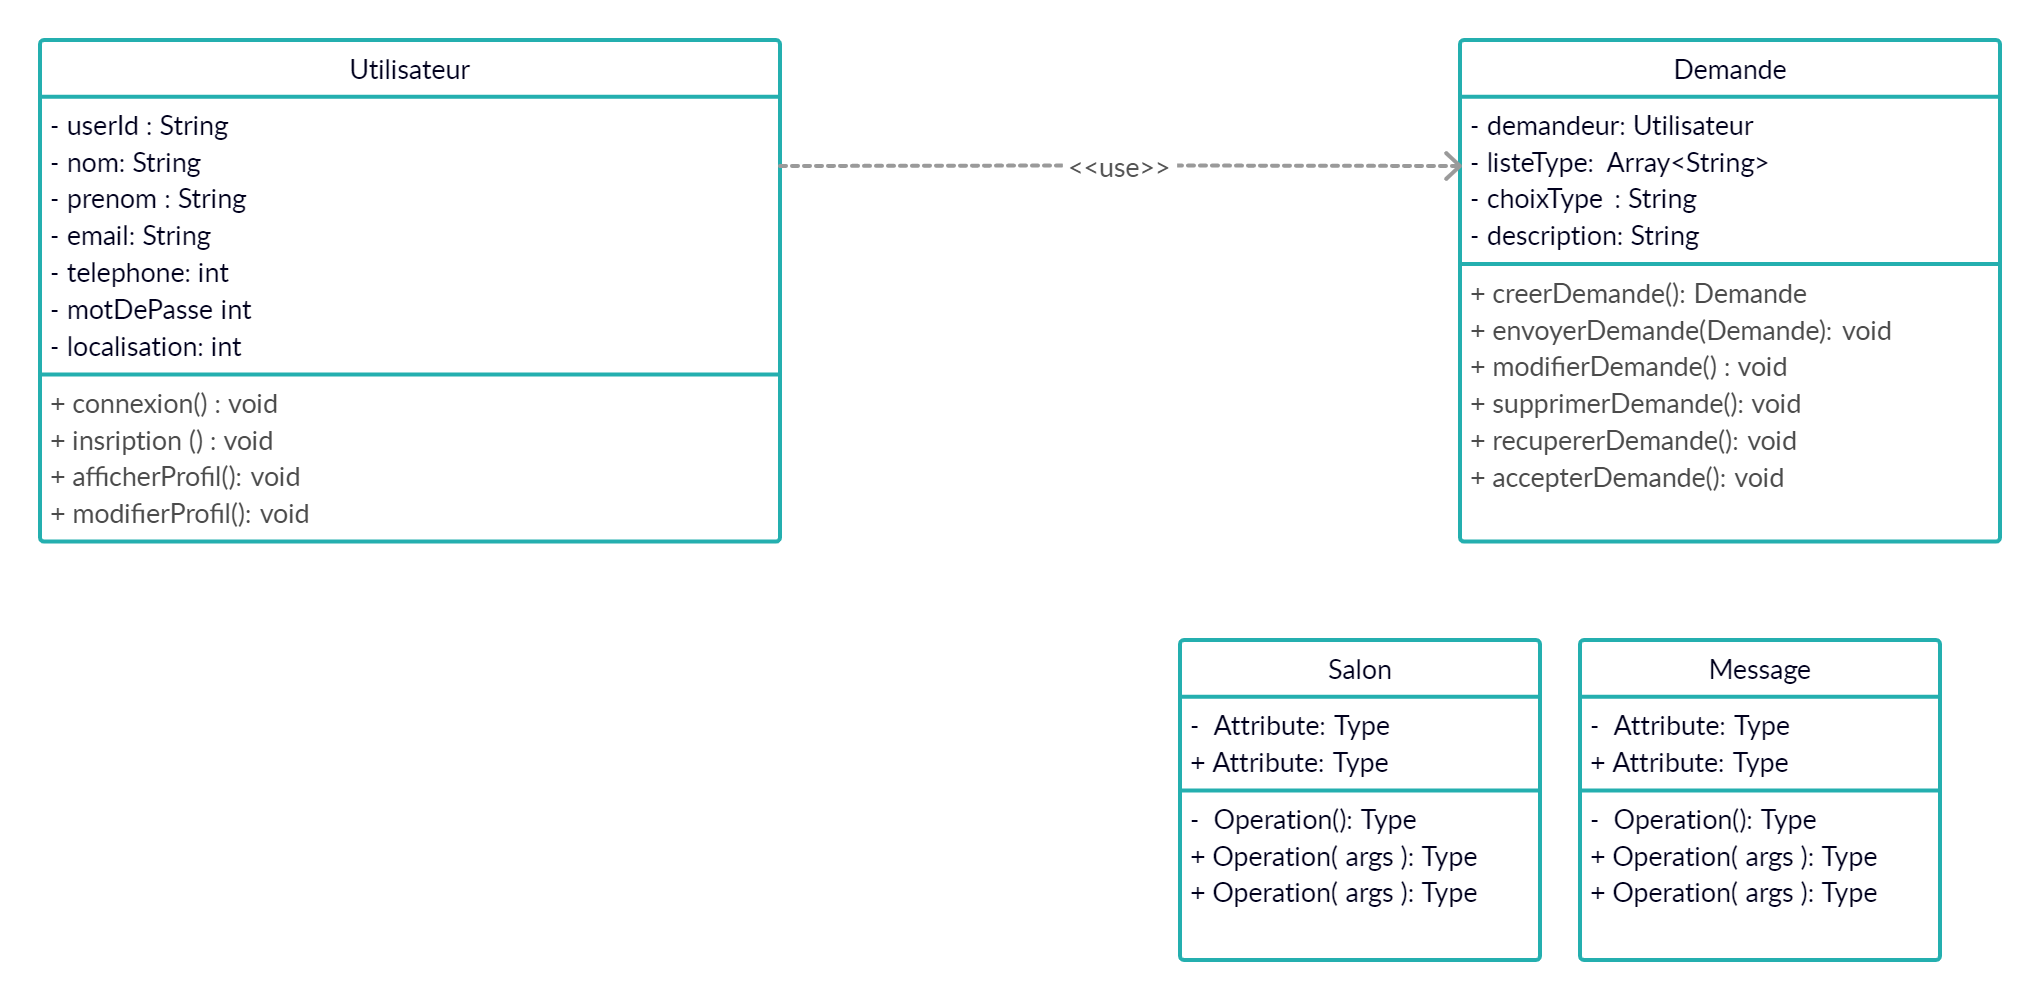 Utilisateur
- userId : String
- nom: String
- prenom : String
- email: String
- telephone: int
- motDePasse int
- localisation: int
+ connexion() : void
+ insription () : void
+ afficherProfil(): void
+ modifierProfil(): void
<<use>>
Demande
- demandeur: Utilisateur
- listeType:  Array<String>
- choixType  : String
- description: String
+ creerDemande(): Demande
+ envoyerDemande(Demande): void
+ modifierDemande() : void
+ supprimerDemande(): void
+ recupererDemande(): void
+ accepterDemande(): void
Salon
-  Attribute: Type
+ Attribute: Type
-  Operation(): Type
+ Operation( args ): Type
+ Operation( args ): Type
Message
-  Attribute: Type
+ Attribute: Type
-  Operation(): Type
+ Operation( args ): Type
+ Operation( args ): Type